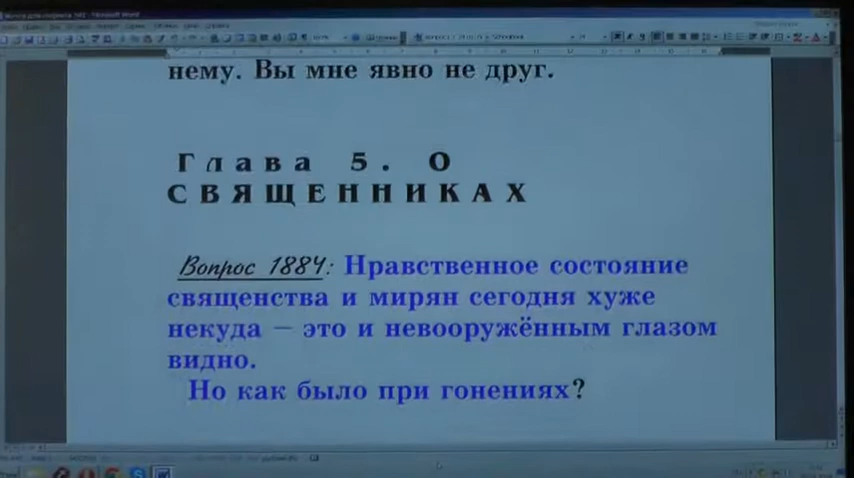 нему. Вы мне явно не друг.
Глава 5. О
СВЯЩЕННИКАХ
Вопрос 1884: Нравственное состояние
священства и мирян сегодня хуже
некуда – это и невооружённым глазом
видно.
Но как было при гонениях?